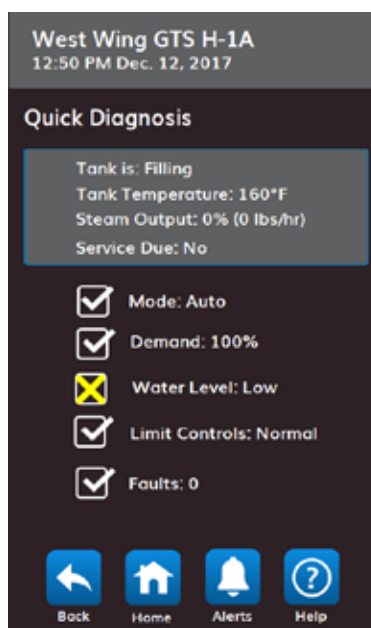 West Wing GTS H-1A
12:50 PM Dec. 12, 2017
Quick Diagnosis
Tank is: Filling
Tank Temperature: 160°F
Steam Output: 0% (0 lbs/hr)
Service Due: No
Mode: Auto
Demand: 100%
Water Level: Low
Limit Controls: Normal
Faults: 0
Back Home Alerts Help